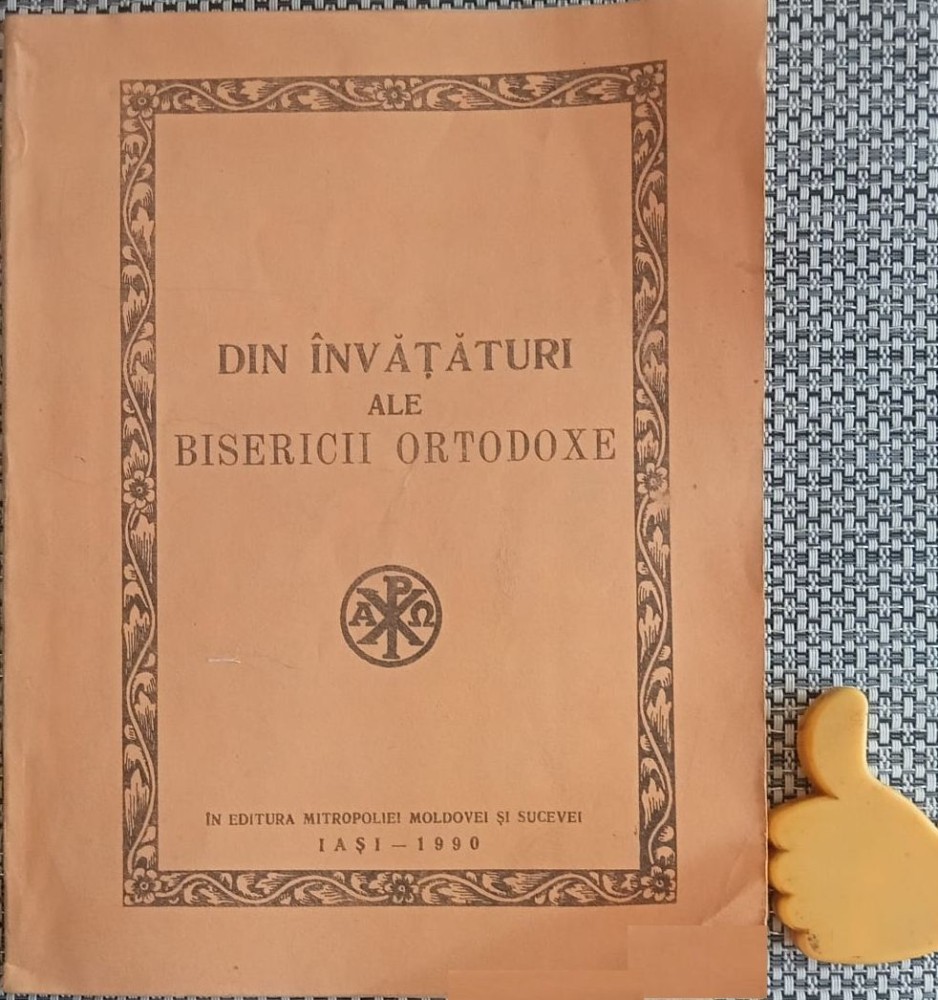 DIN ÎNVĂȚĂTURI
ALE
BISERICII ORTODOXE
Α Ρ Ω
ÎN EDITURA MITROPOLIEI MOLDOVEI ȘI SUCEVEI
IAȘI — 1990